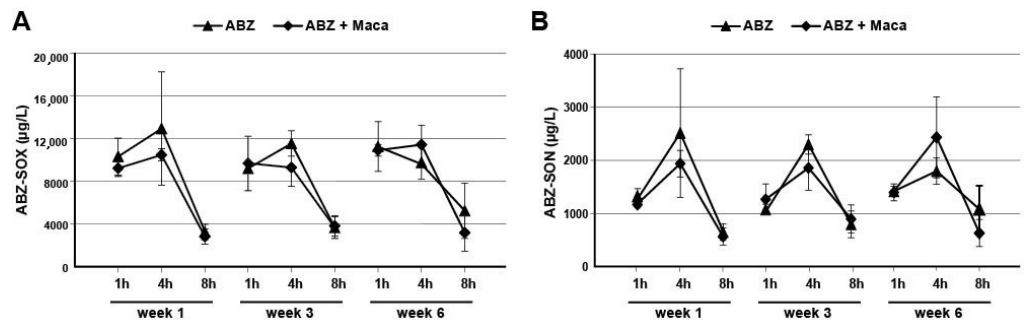 A
ABZ ABZ + Maca
ABZ-SOX (µg/L)
20,000
16,000
12,000
8000
4000
0
1h 4h 8h 1h 4h 8h 1h 4h 8h
week 1 week 3 week 6
B
ABZ ABZ + Maca
ABZ-SON (µg/L)
4000
3000
2000
1000
0
1h 4h 8h 1h 4h 8h 1h 4h 8h
week 1 week 3 week 6